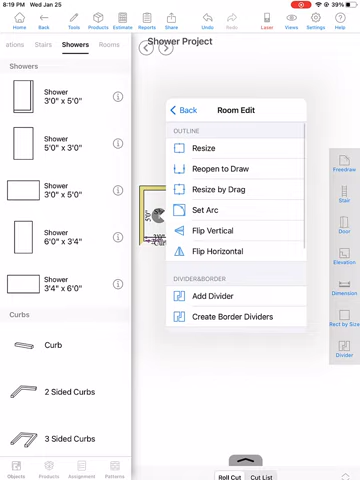 8:19 PM Wed Jan 25
39%
Home
Back
Tools
Products
Estimate
Reports
Share
Undo
Redo
Laser
Views
Settings
Help
ations
Stairs
Showers
Rooms
Shower Project
Showers
Shower
3'0" x 5'0"
Shower
5'0" x 3'0"
Shower
3'0" x 5'0"
Shower
6'0" x 3'4"
Shower
3'4" x 6'0"
Curbs
Curb
2 Sided Curbs
3 Sided Curbs
Back
Room Edit
OUTLINE
Resize
Reopen to Draw
Resize by Drag
Set Arc
Flip Vertical
Flip Horizontal
DIVIDER&BORDER
Add Divider
Create Border Dividers
5'0"
Freedraw
Stair
Door
Elevation
Dimension
Rect by Size
Divider
Objects
Products
Assignment
Patterns
Roll Cut
Cut List